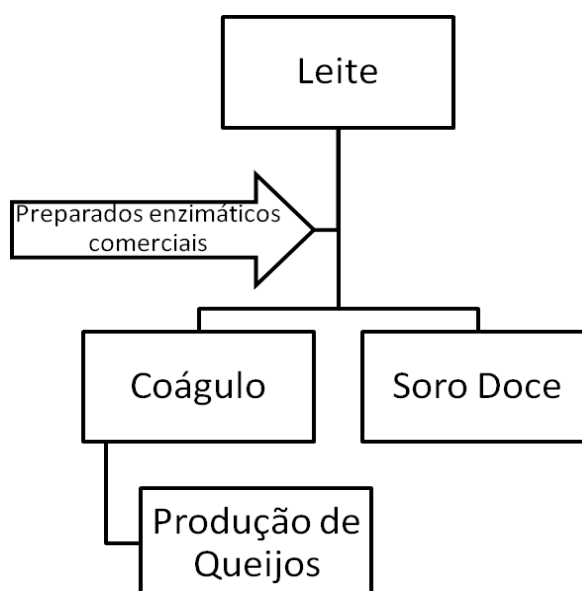 Leite
Preparados enzimáticos
comerciais
Coágulo
Soro Doce
Produção de
Queijos